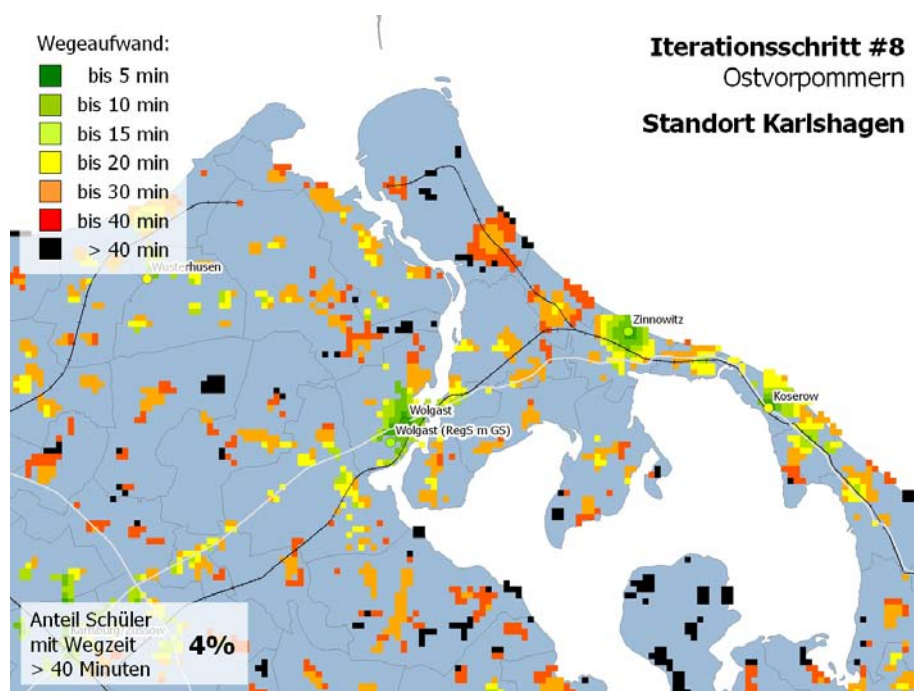 Wegeaufwand:
bis 5 min
bis 10 min
bis 15 min
bis 20 min
bis 30 min
bis 40 min
> 40 min
Iterationsschritt #8
Ostvorpommern
Standort Karlshagen
Wusterhusen
Zinnowitz
Koserow
Wolgast
Wolgast (RegS m GS)
Karlsburg/Züssow
Anteil Schüler
mit Wegzeit
> 40 Minuten
4%